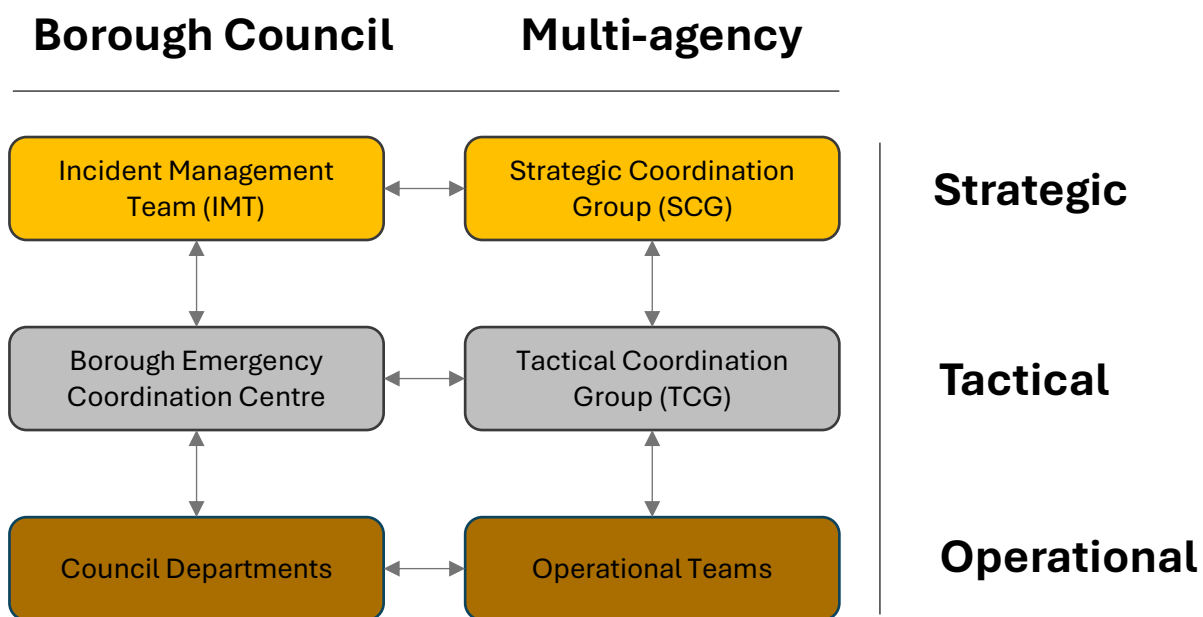 Borough Council
Multi-agency
Incident Management
Team (IMT)
Strategic Coordination
Group (SCG)
Strategic
Borough Emergency
Coordination Centre
Tactical Coordination
Group (TCG)
Tactical
Council Departments
Operational Teams
Operational